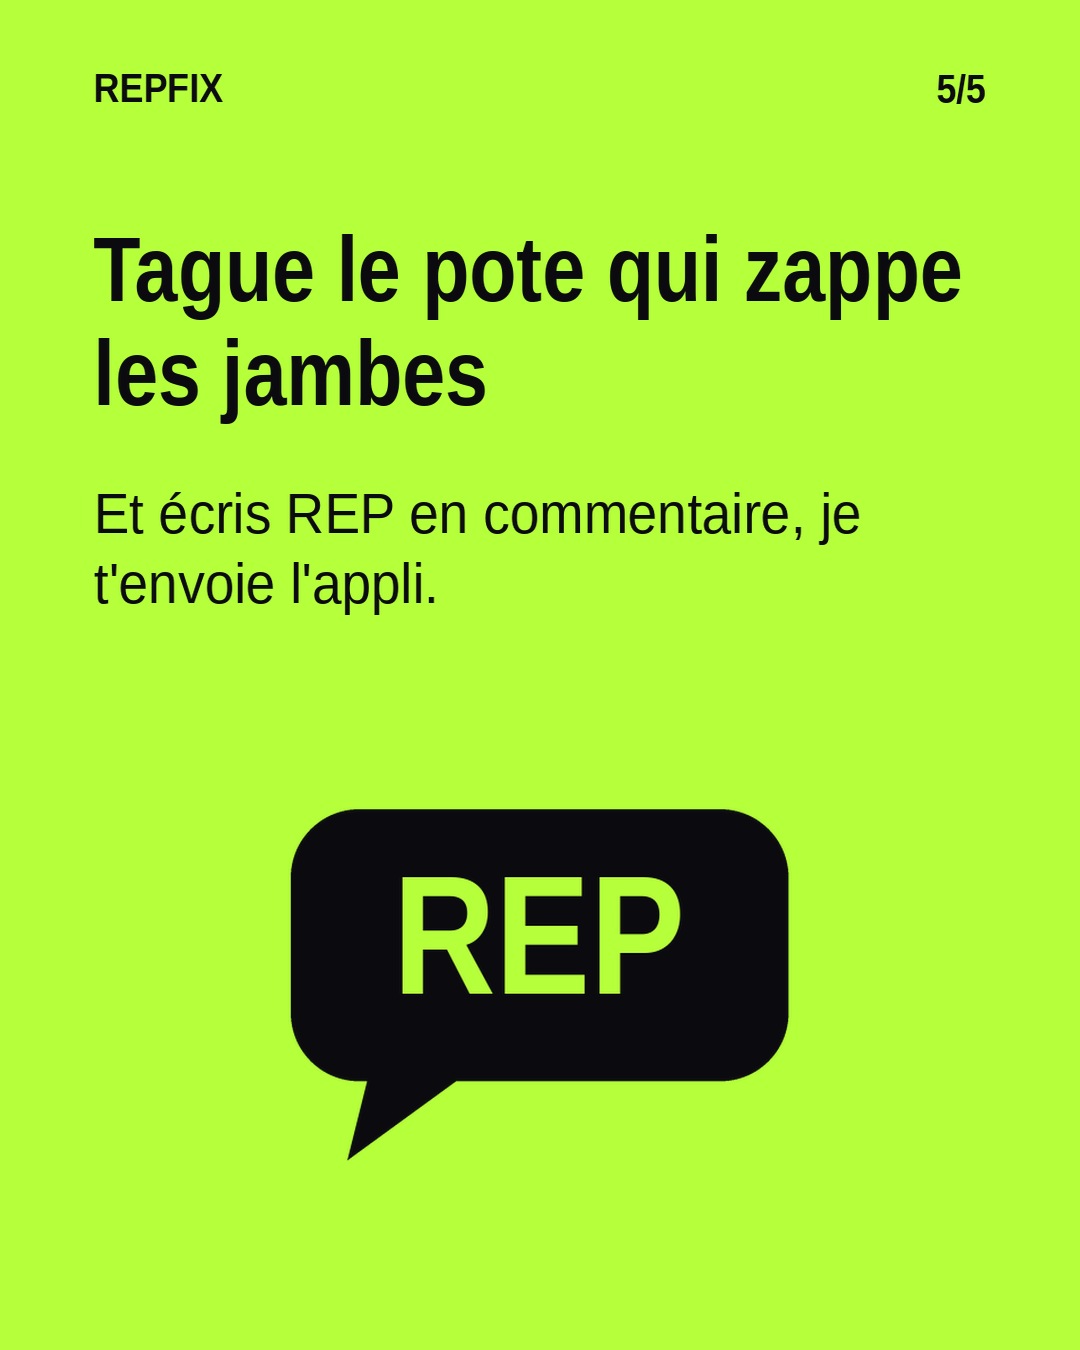 REPFIX
5/5
Tague le pote qui zappe
les jambes
Et écris REP en commentaire, je
t'envoie l'appli.
REP